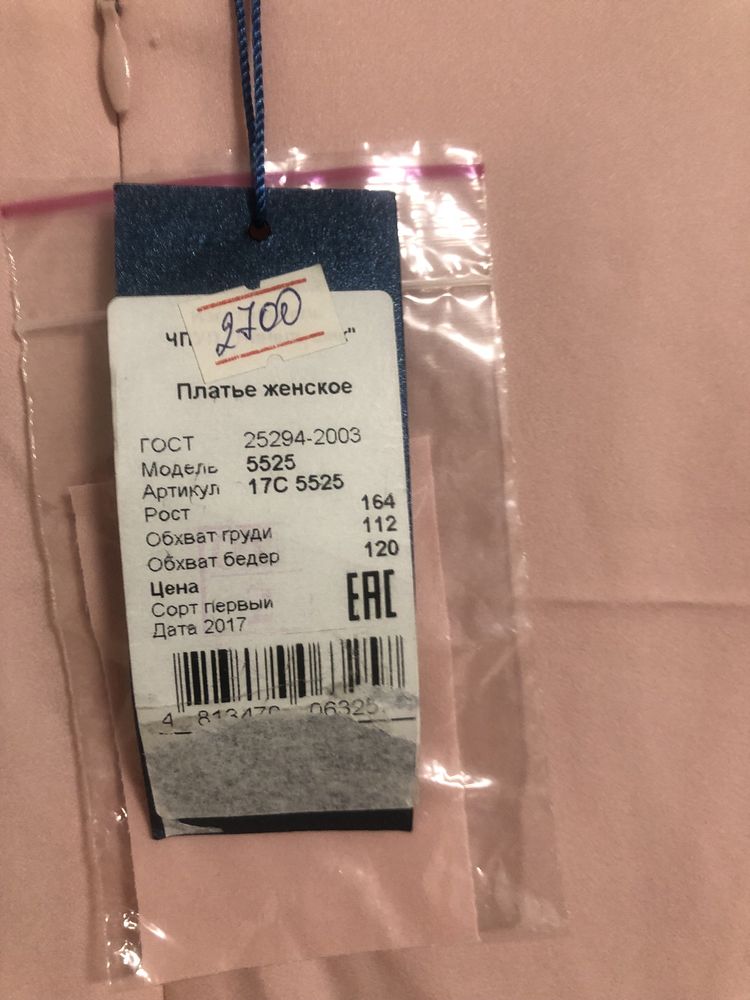 2700
Платье женское
ГОСТ 25294-2003
Модель 5525
Артикул 17С 5525
Рост 164
Обхват груди 112
Обхват бедер 120
Цена
Сорт первый
Дата 2017
ЕАС